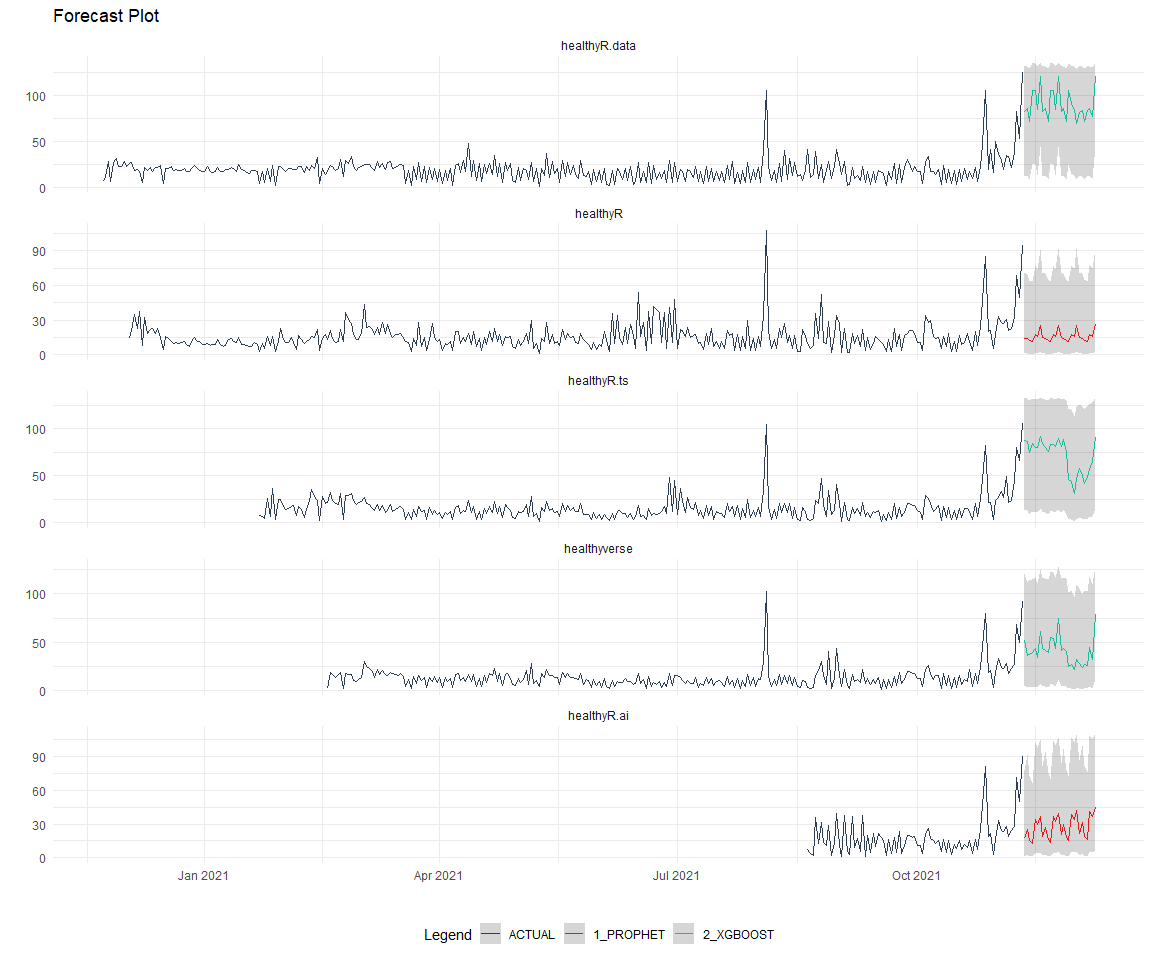 Forecast Plot
healthyR.data
100
50
0
healthyR
90
60
30
0
healthyR.ts
100
50
0
healthyverse
100
50
0
healthyR.ai
90
60
30
0
Jan 2021 Apr 2021 Jul 2021 Oct 2021
Legend ACTUAL 1_PROPHET 2_XGBOOST